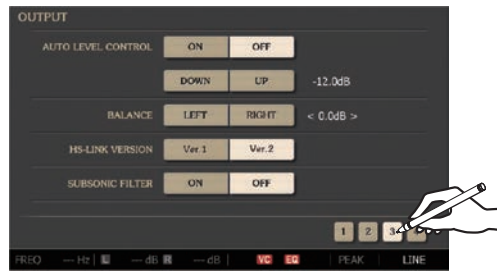 OUTPUT
AUTO LEVEL CONTROL ON OFF
DOWN UP -12.0dB
BALANCE LEFT RIGHT < 0.0dB >
HS-LINK VERSION Ver.1 Ver.2
SUBSONIC FILTER ON OFF
1 2 3
FREQ --- Hz | L --- dB R --- dB | VC EQ PEAK LINE